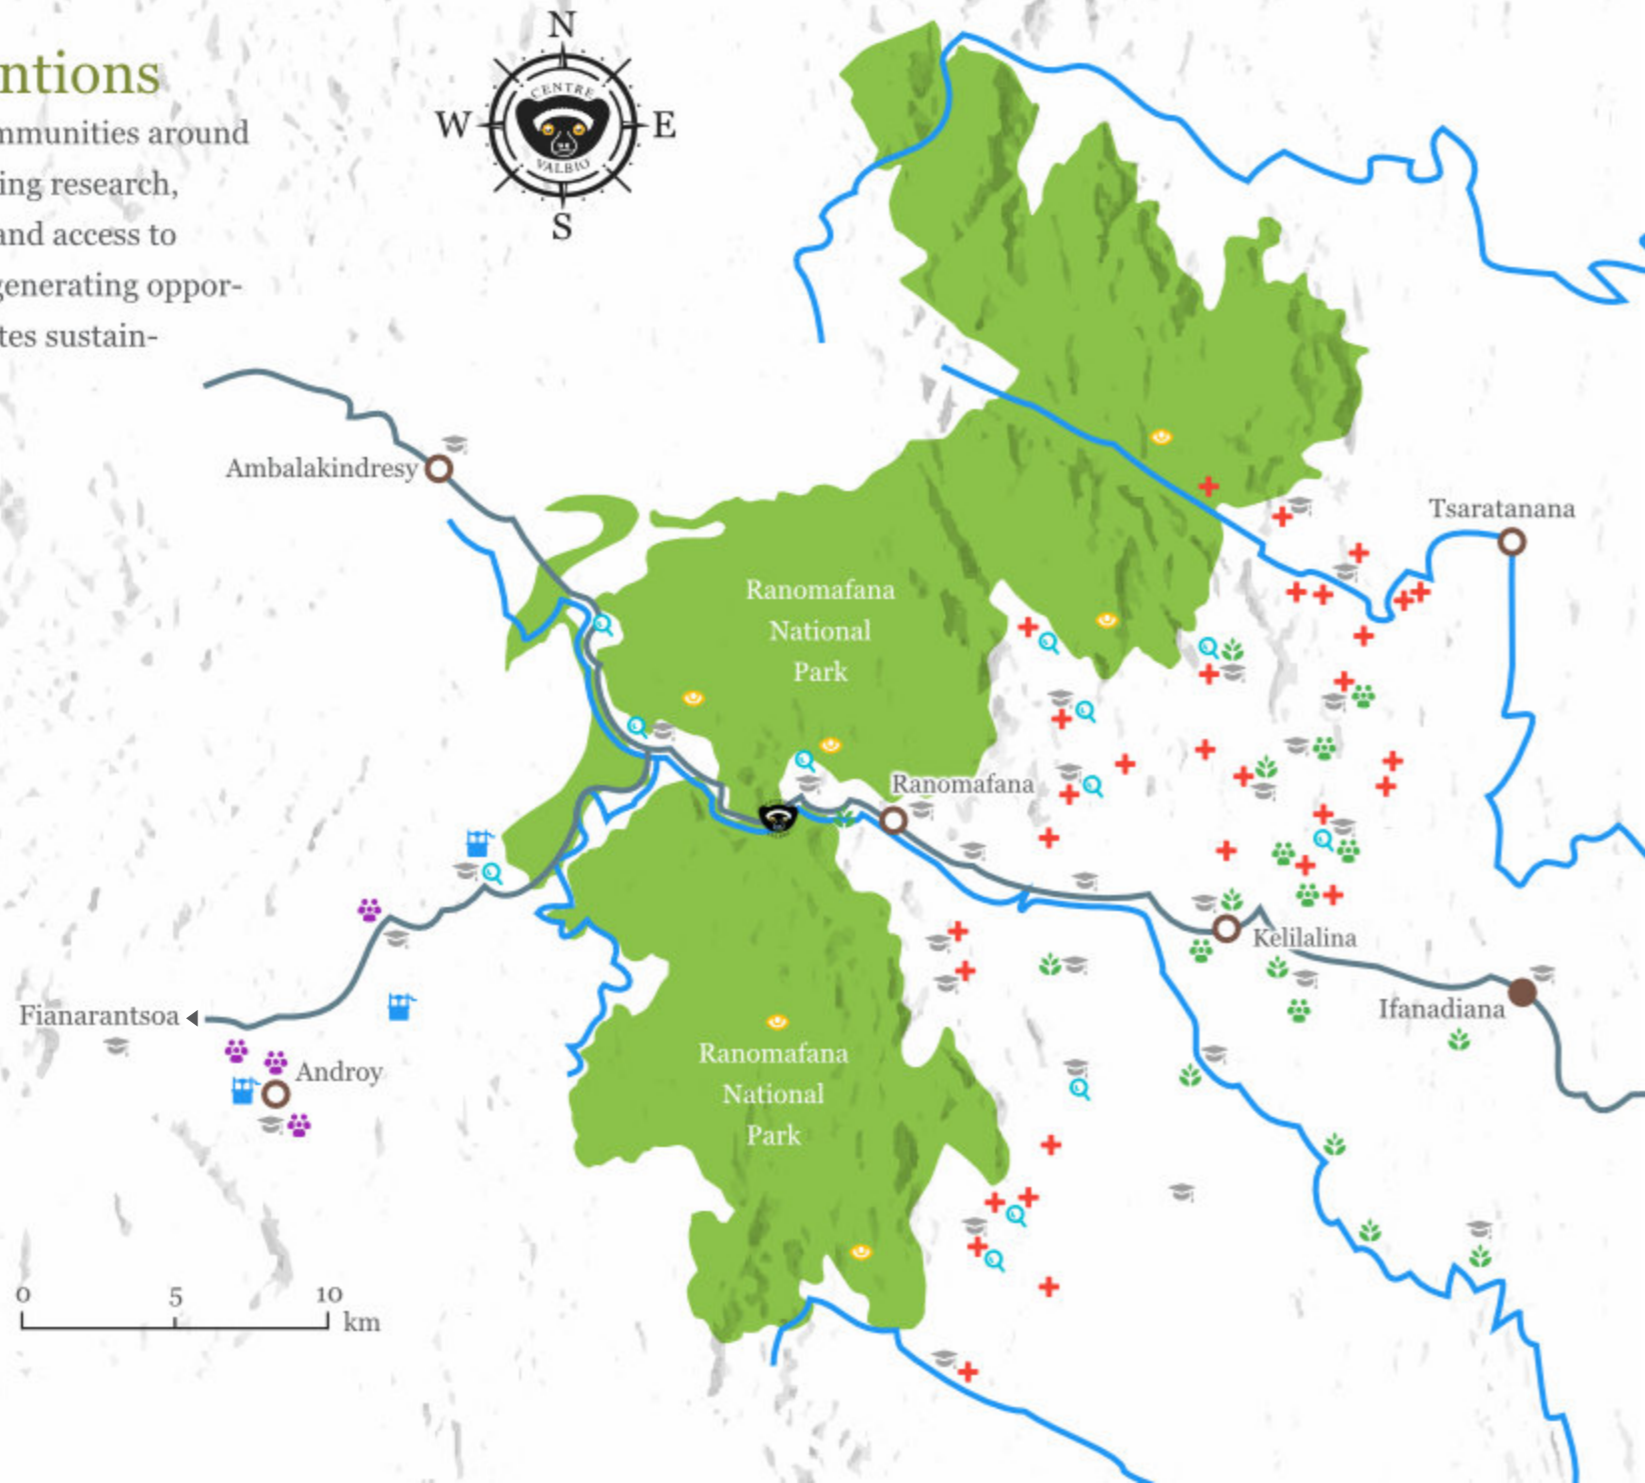 ntions
mmunities around
ing research,
and access to
generating oppor-
tes sustain-
N
W
E
S
CENTRE
VALBIO
Ambalakindresy
Tsaratanana
Ranomafana
National
Park
Ranomafana
Kelilalina
Ifanadiana
Fianarantsoa
Androy
Ranomafana
National
Park
0 5 10
km